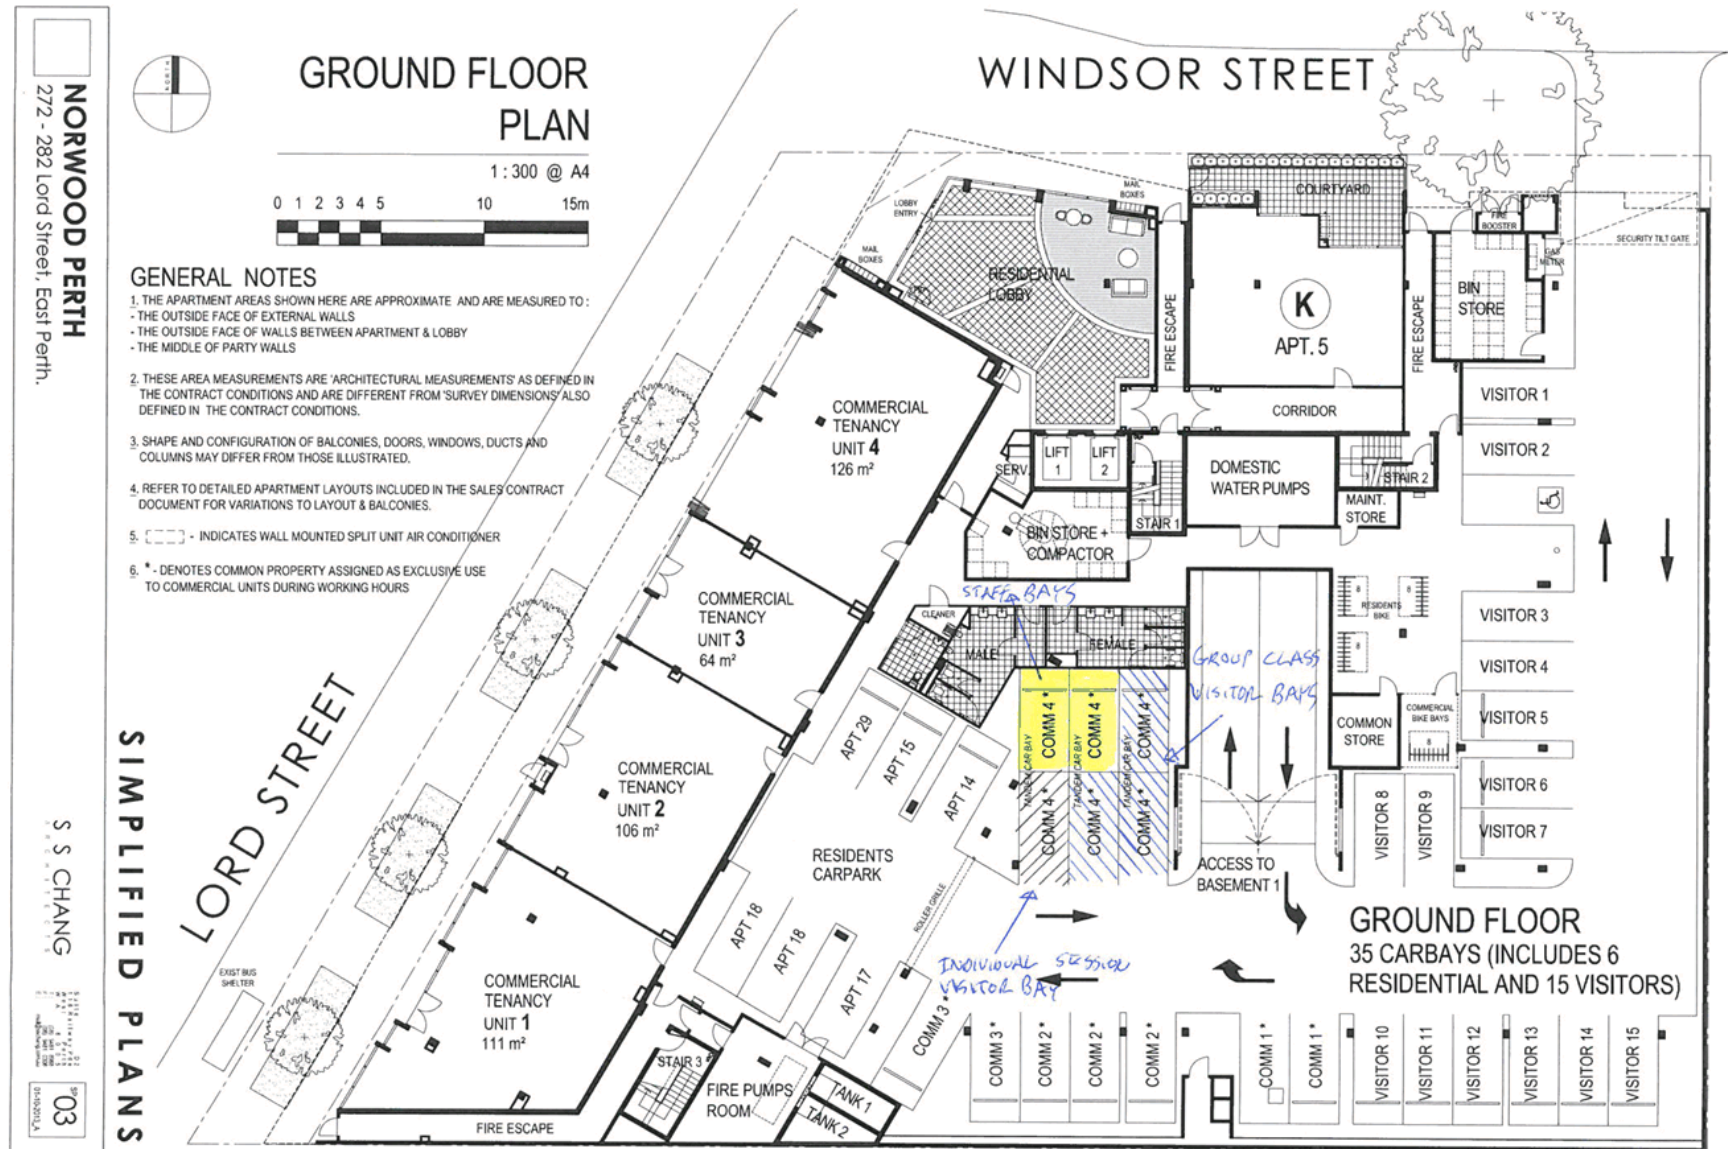 NORWOOD PERTH
272 - 282 Lord Street, East Perth.
SIMPLIFIED PLANS
S S CHANG
ARCHITECTS
SP 03
01-10-2013_A
NORTH
GROUND FLOOR
PLAN
1 : 300 @ A4
0 1 2 3 4 5 10 15m
GENERAL NOTES
1. THE APARTMENT AREAS SHOWN HERE ARE APPROXIMATE AND ARE MEASURED TO :
- THE OUTSIDE FACE OF EXTERNAL WALLS
- THE OUTSIDE FACE OF WALLS BETWEEN APARTMENT & LOBBY
- THE MIDDLE OF PARTY WALLS
2. THESE AREA MEASUREMENTS ARE 'ARCHITECTURAL MEASUREMENTS' AS DEFINED IN
THE CONTRACT CONDITIONS AND ARE DIFFERENT FROM 'SURVEY DIMENSIONS' ALSO
DEFINED IN THE CONTRACT CONDITIONS.
3. SHAPE AND CONFIGURATION OF BALCONIES, DOORS, WINDOWS, DUCTS AND
COLUMNS MAY DIFFER FROM THOSE ILLUSTRATED.
4. REFER TO DETAILED APARTMENT LAYOUTS INCLUDED IN THE SALES CONTRACT
DOCUMENT FOR VARIATIONS TO LAYOUT & BALCONIES.
5. - INDICATES WALL MOUNTED SPLIT UNIT AIR CONDITIONER
6. * - DENOTES COMMON PROPERTY ASSIGNED AS EXCLUSIVE USE
TO COMMERCIAL UNITS DURING WORKING HOURS
WINDSOR STREET
LORD STREET
EXIST BUS
SHELTER
MAIL
BOXES
LOBBY
ENTRY
MAIL
BOXES
RESIDENTIAL
LOBBY
FIRE ESCAPE
COURTYARD
K
APT. 5
CORRIDOR
FIRE ESCAPE
FIRE
BOOSTER
GAS
METER
SECURITY TILT GATE
BIN
STORE
VISITOR 1
VISITOR 2
VISITOR 3
VISITOR 4
VISITOR 5
VISITOR 6
VISITOR 7
COMMERCIAL
TENANCY
UNIT 4
126 m²
COMMERCIAL
TENANCY
UNIT 3
64 m²
COMMERCIAL
TENANCY
UNIT 2
106 m²
COMMERCIAL
TENANCY
UNIT 1
111 m²
FIRE ESCAPE
SERV.
LIFT
1
LIFT
2
STAIR 1
DOMESTIC
WATER PUMPS
STAIR 2
MAINT.
STORE
BIN STORE +
COMPACTOR
STAFF BAYS
CLEANER
MALE
FEMALE
GROUP CLASS
VISITOR BAYS
RESIDENTS
BIKE
8
8
8
COMMON
STORE
COMMERCIAL
BIKE BAYS
8
APT 29
APT 15
APT 14
COMM 4 *
COMM 4 *
COMM 4 *
TANDEM CAR BAY
TANDEM CAR BAY
TANDEM CAR BAY
COMM 4 *
COMM 4 *
COMM 4 *
VISITOR 8
VISITOR 9
RESIDENTS
CARPARK
ROLLER GRILLE
APT 18
APT 18
APT 17
COMM 3 *
ACCESS TO
BASEMENT 1
INDIVIDUAL SESSION
VISITOR BAY
GROUND FLOOR
35 CARBAYS (INCLUDES 6
RESIDENTIAL AND 15 VISITORS)
STAIR 3
FIRE PUMPS
ROOM
TANK 1
TANK 2
COMM 3 *
COMM 2 *
COMM 2 *
COMM 2 *
COMM 1 *
COMM 1 *
VISITOR 10
VISITOR 11
VISITOR 12
VISITOR 13
VISITOR 14
VISITOR 15